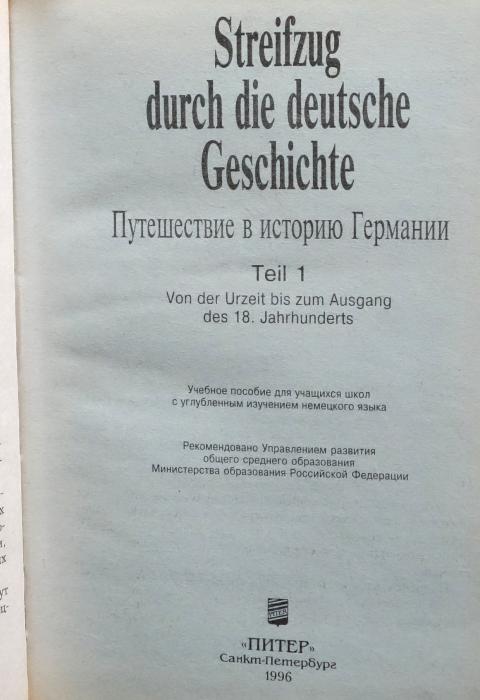 Streifzug
durch die deutsche
Geschichte
Путешествие в историю Германии
Teil 1
Von der Urzeit bis zum Ausgang
des 18. Jahrhunderts
Учебное пособие для учащихся школ
с углубленным изучением немецкого языка
Рекомендовано Управлением развития
общего среднего образования
Министерства образования Российской Федерации
«ПИТЕР»
Санкт-Петербург
1996